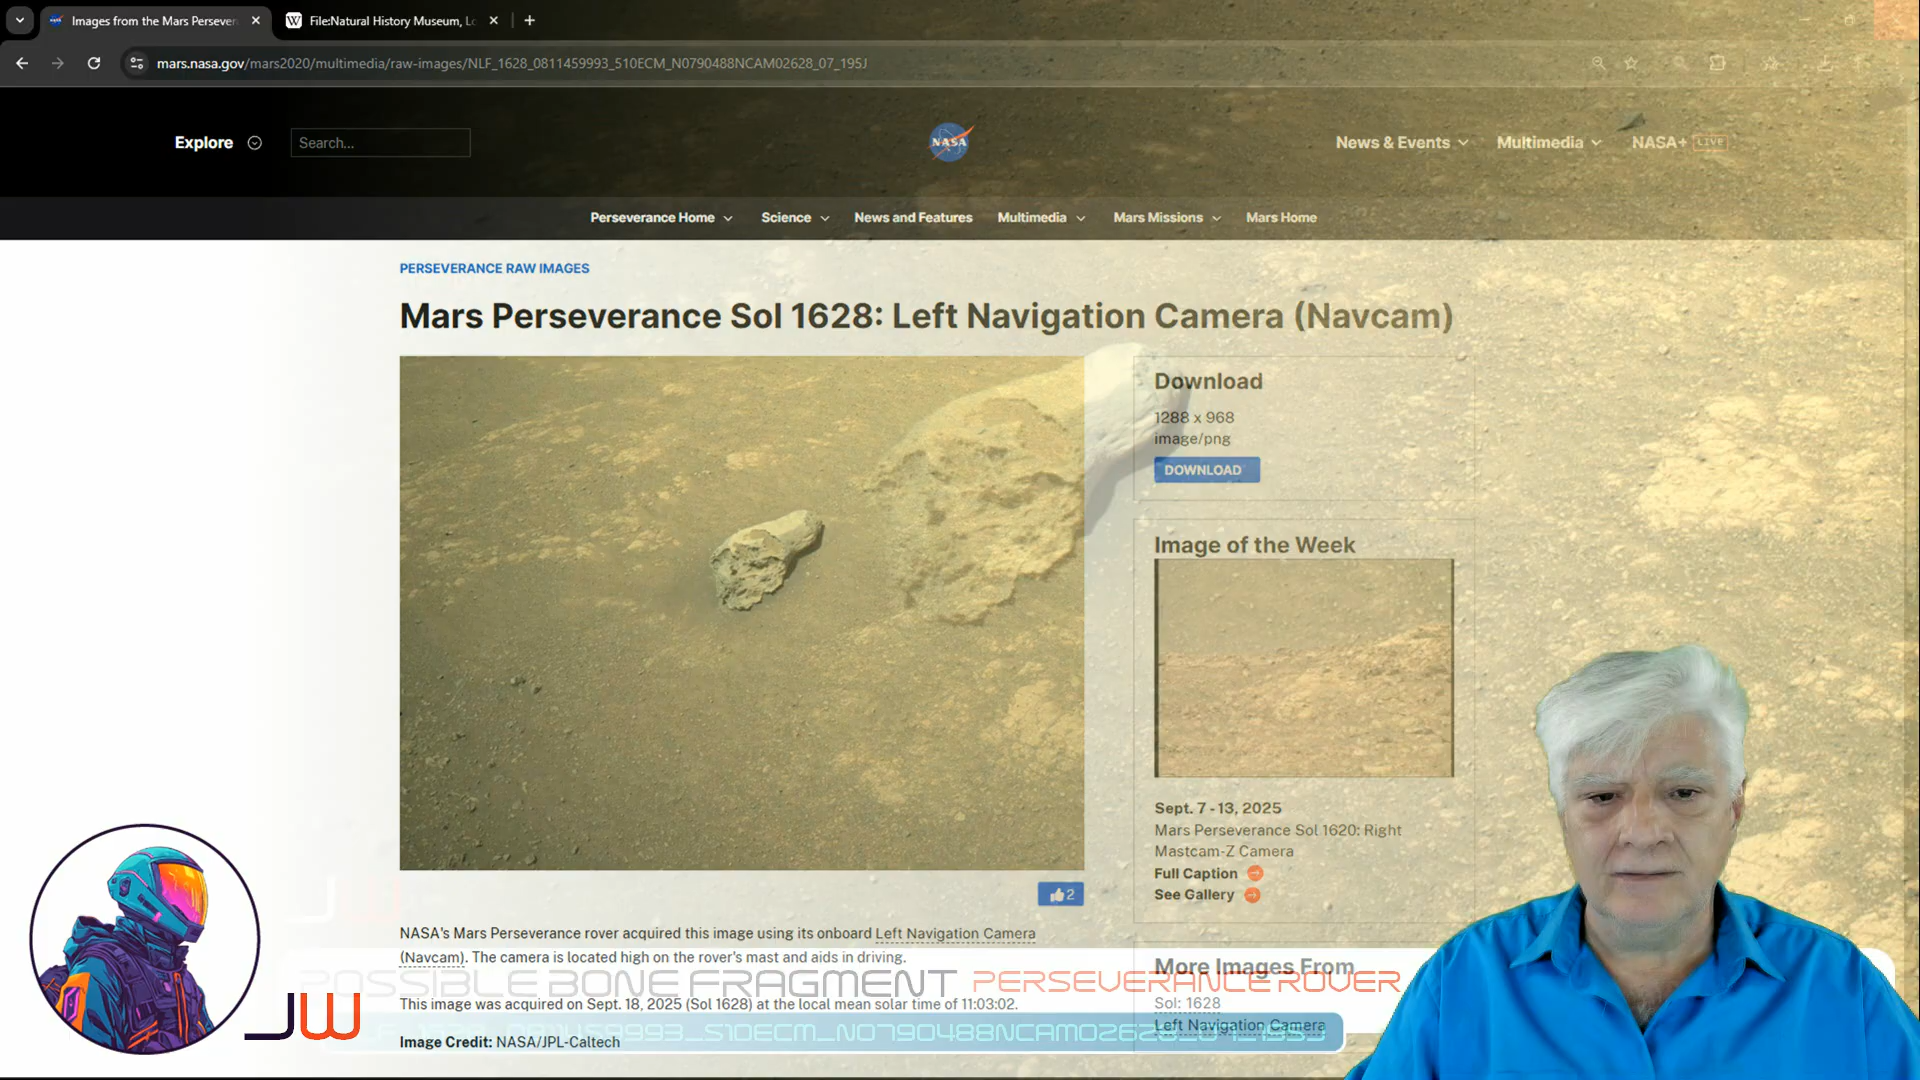 Images from the Mars Persever
File:Natural History Museum, Lo
mars.nasa.gov/mars2020/multimedia/raw-images/NLF_1628_0811459993_510ECM_N0790488NCAM02628_07_195J
Explore
Search...
NASA
News & Events
Multimedia
NASA+ LIVE
Perseverance Home
Science
News and Features
Multimedia
Mars Missions
Mars Home
PERSEVERANCE RAW IMAGES
Mars Perseverance Sol 1628: Left Navigation Camera (Navcam)
Download
1288 x 968
image/png
DOWNLOAD
Image of the Week
Sept. 7 - 13, 2025
Mars Perseverance Sol 1620: Right
Mastcam-Z Camera
Full Caption
See Gallery
2
NASA's Mars Perseverance rover acquired this image using its onboard Left Navigation Camera
(Navcam). The camera is located high on the rover's mast and aids in driving.
This image was acquired on Sept. 18, 2025 (Sol 1628) at the local mean solar time of 11:03:02.
Image Credit: NASA/JPL-Caltech
More Images From
Sol: 1628
Left Navigation Camera
JW
POSSIBLE BONE FRAGMENT PERSEVERANCE ROVER